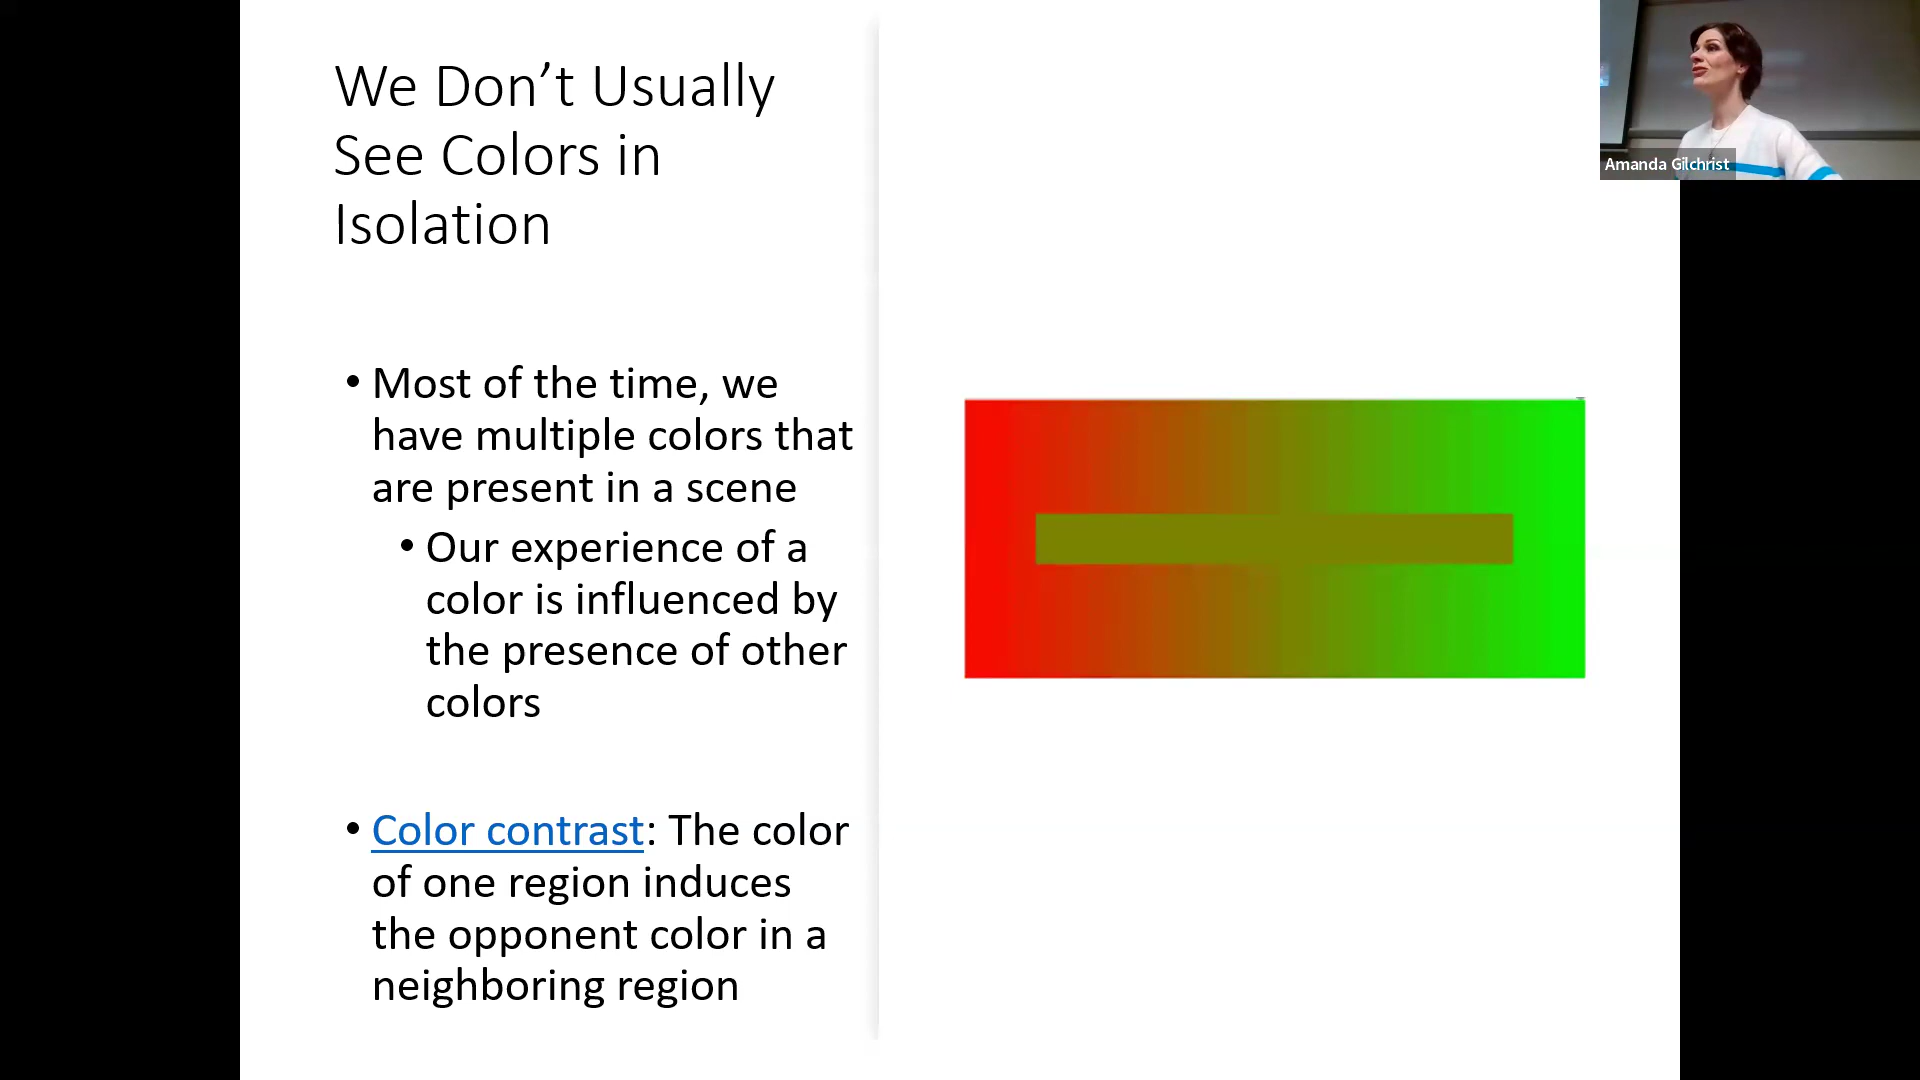 We Don’t Usually
See Colors in
Isolation
• Most of the time, we
have multiple colors that
are present in a scene
• Our experience of a
color is influenced by
the presence of other
colors
• Color contrast: The color
of one region induces
the opponent color in a
neighboring region
Amanda Gilchrist